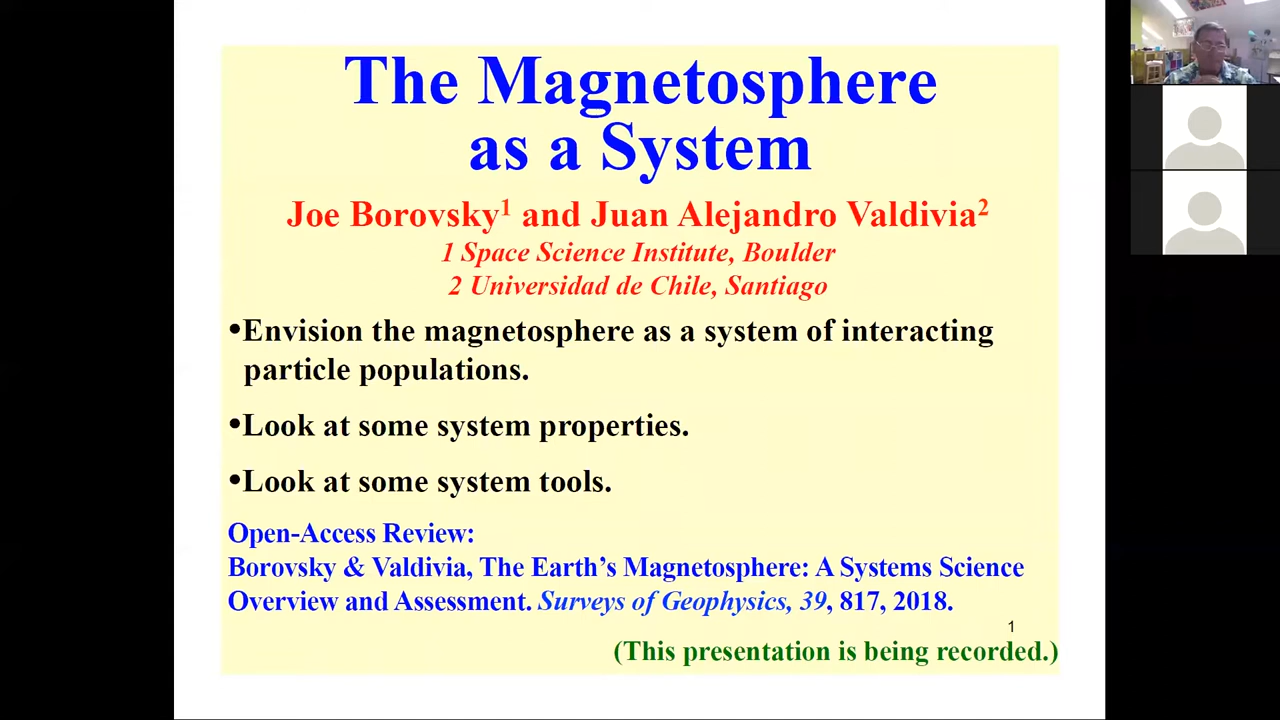 The Magnetosphere
as a System
Joe Borovsky¹ and Juan Alejandro Valdivia²
1 Space Science Institute, Boulder
2 Universidad de Chile, Santiago
•Envision the magnetosphere as a system of interacting
particle populations.
•Look at some system properties.
•Look at some system tools.
Open-Access Review:
Borovsky & Valdivia, The Earth’s Magnetosphere: A Systems Science
Overview and Assessment. Surveys of Geophysics, 39, 817, 2018.
1
(This presentation is being recorded.)